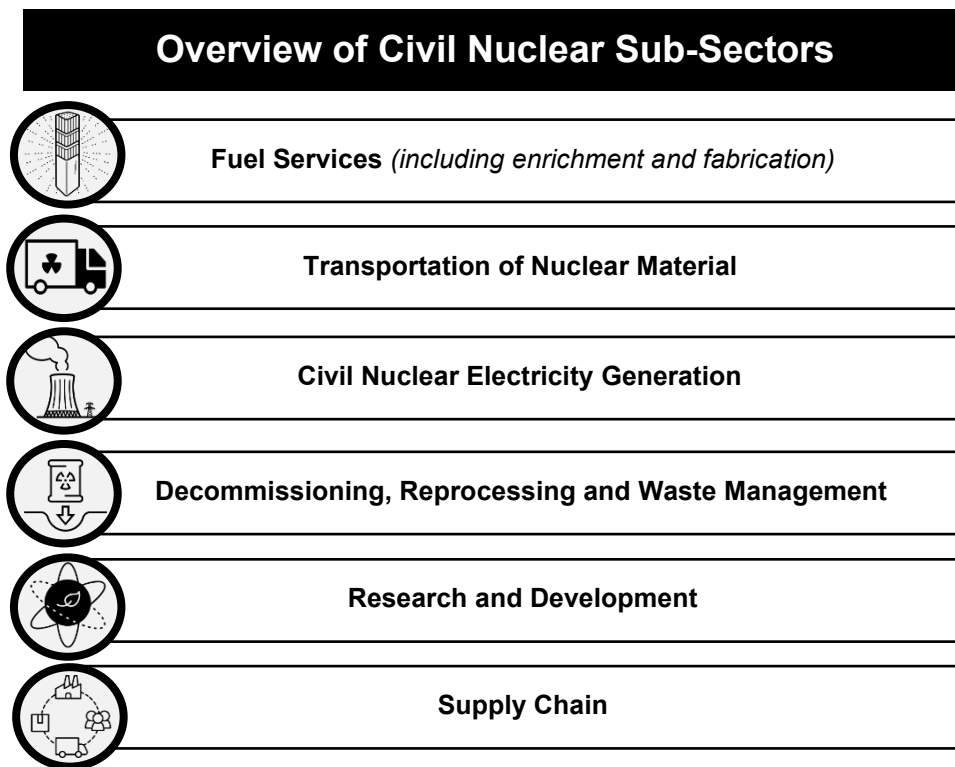 Overview of Civil Nuclear Sub-Sectors
Fuel Services (including enrichment and fabrication)
Transportation of Nuclear Material
Civil Nuclear Electricity Generation
Decommissioning, Reprocessing and Waste Management
Research and Development
Supply Chain